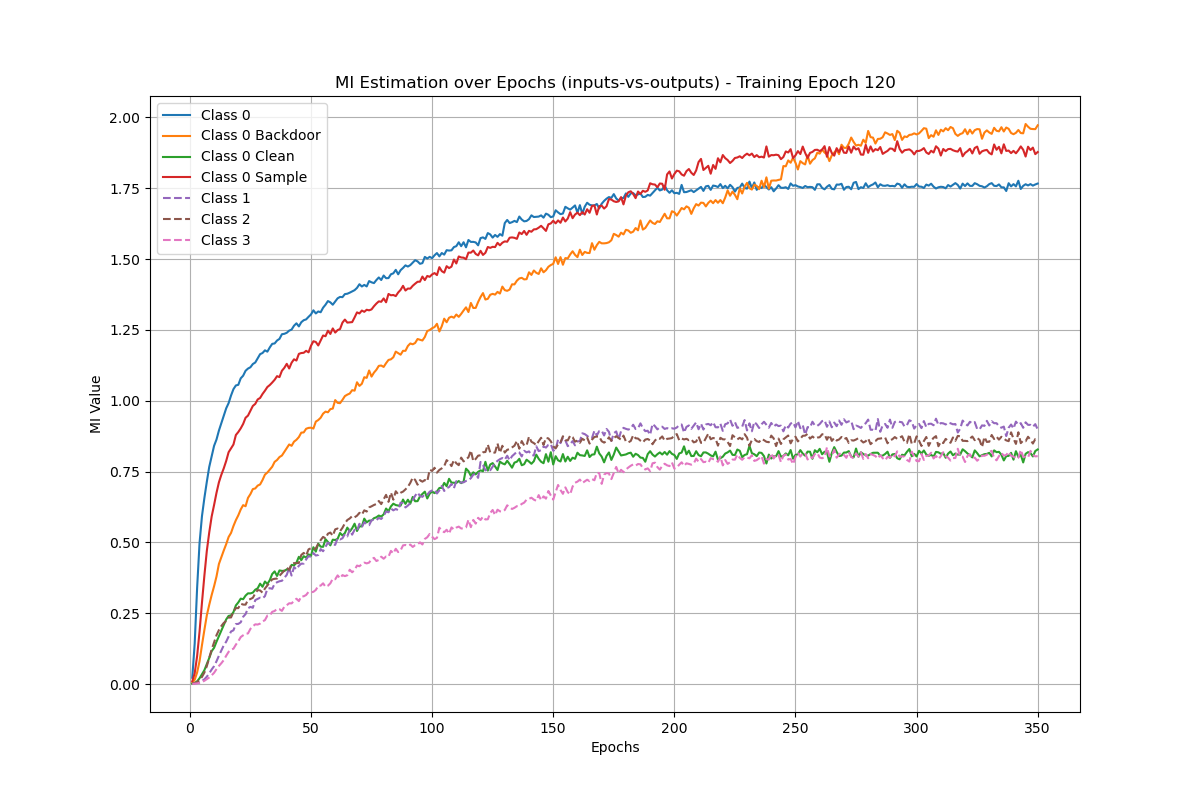 MI Estimation over Epochs (inputs-vs-outputs) - Training Epoch 120
Class 0
Class 0 Backdoor
Class 0 Clean
Class 0 Sample
Class 1
Class 2
Class 3
2.00
1.75
1.50
1.25
1.00
0.75
0.50
0.25
0.00
MI Value
0 50 100 150 200 250 300 350
Epochs